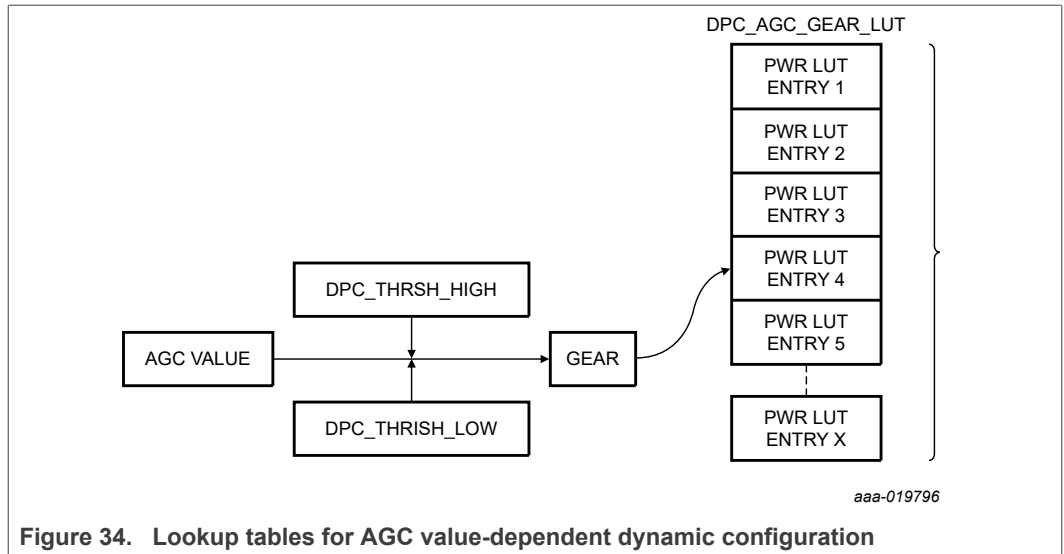 DPC_AGC_GEAR_LUT
PWR LUT
ENTRY 1
PWR LUT
ENTRY 2
PWR LUT
ENTRY 3
PWR LUT
ENTRY 4
PWR LUT
ENTRY 5
PWR LUT
ENTRY X
DPC_THRSH_HIGH
AGC VALUE
GEAR
DPC_THRISH_LOW
aaa-019796
Figure 34. Lookup tables for AGC value-dependent dynamic configuration